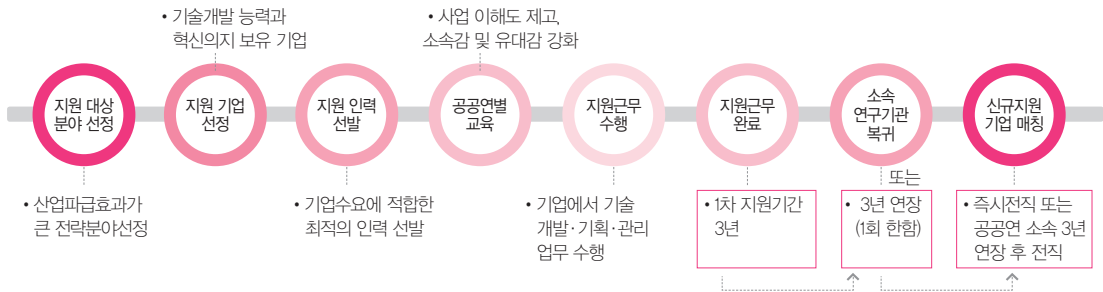 • 기술개발 능력과
혁신의지 보유 기업
• 사업 이해도 제고,
소속감 및 유대감 강화
지원 대상
분야 선정
지원 기업
선정
지원 인력
선발
공공연별
교육
지원근무
수행
지원근무
완료
소속
연구기관
복귀
신규지원
기업 매칭
• 산업파급효과가
큰 전략분야선정
• 기업수요에 적합한
최적의 인력 선발
• 기업에서 기술
개발·기획·관리
업무 수행
• 1차 지원기간
3년
또는
• 3년 연장
(1회 한함)
• 즉시전직 또는
공공연 소속 3년
연장 후 전직